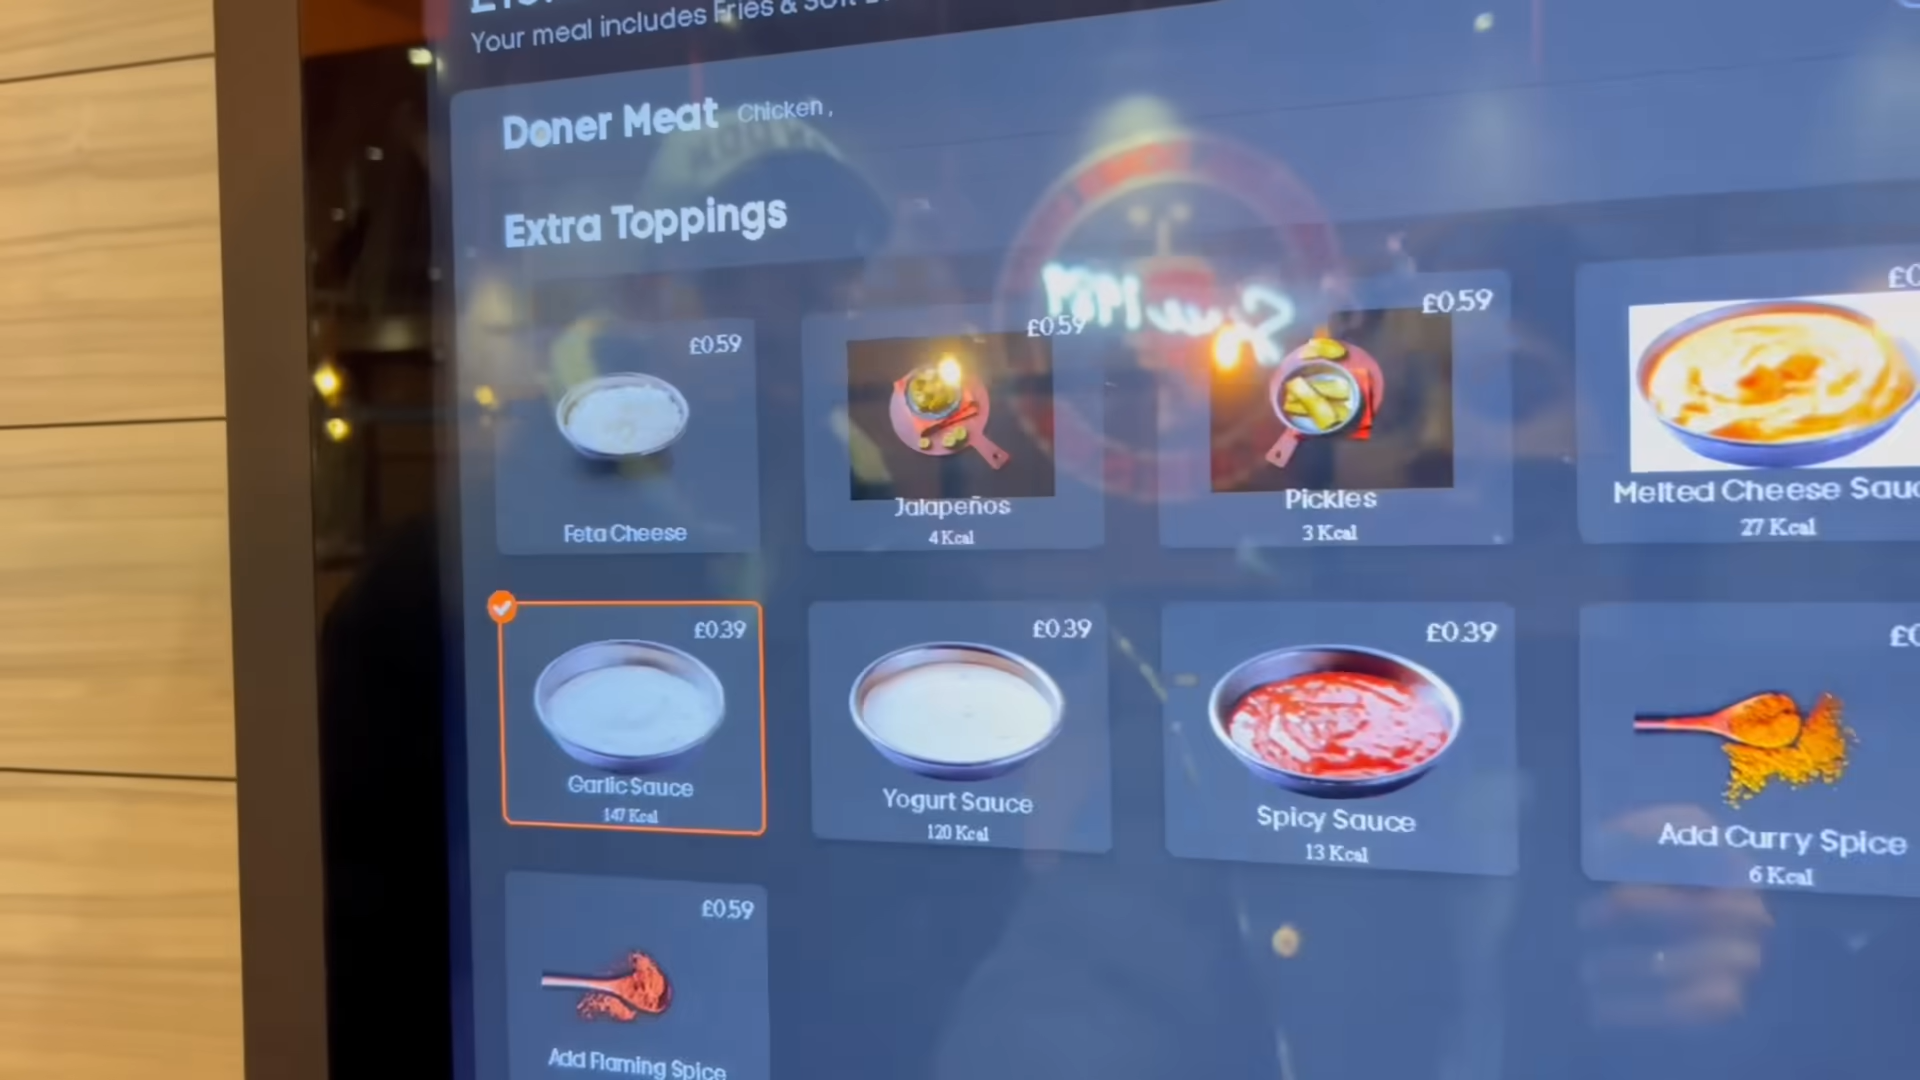 Your meal includes Fries & Soft
Doner Meat Chicken ,
Extra Toppings
£0.59
£0.59
£0.59
Feta Cheese
Jalapeños
4 Kcal
Pickles
3 Kcal
Melted Cheese
27 Kcal
£0.39
£0.39
£0.39
Garlic Sauce
147 Kcal
Yogurt Sauce
120 Kcal
Spicy Sauce
13 Kcal
Add Curry Spice
6 Kcal
£0.59
Add Flaming Spice